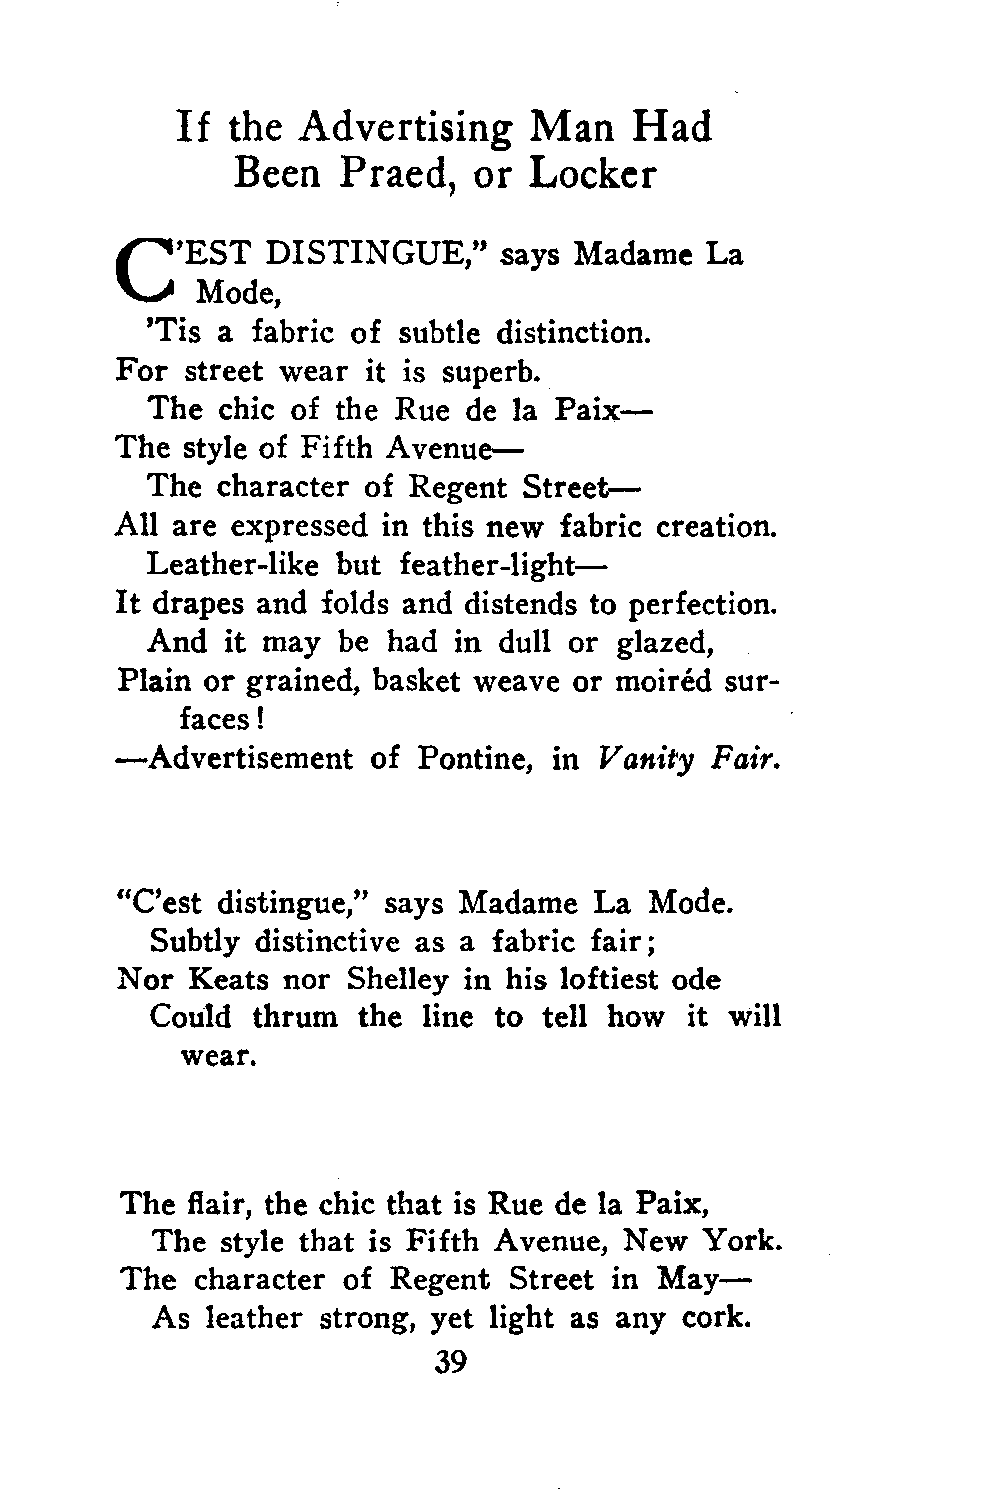 If the Advertising Man Had
Been Praed, or Locker
C'EST DISTINGUE," says Madame La
Mode,
'Tis a fabric of subtle distinction.
For street wear it is superb.
The chic of the Rue de la Paix—
The style of Fifth Avenue—
The character of Regent Street—
All are expressed in this new fabric creation.
Leather-like but feather-light—
It drapes and folds and distends to perfection.
And it may be had in dull or glazed,
Plain or grained, basket weave or moiréd sur-
faces!
—Advertisement of Pontine, in Vanity Fair.
"C'est distingue," says Madame La Mode.
Subtly distinctive as a fabric fair;
Nor Keats nor Shelley in his loftiest ode
Could thrum the line to tell how it will
wear.
The flair, the chic that is Rue de la Paix,
The style that is Fifth Avenue, New York.
The character of Regent Street in May—
As leather strong, yet light as any cork.
39